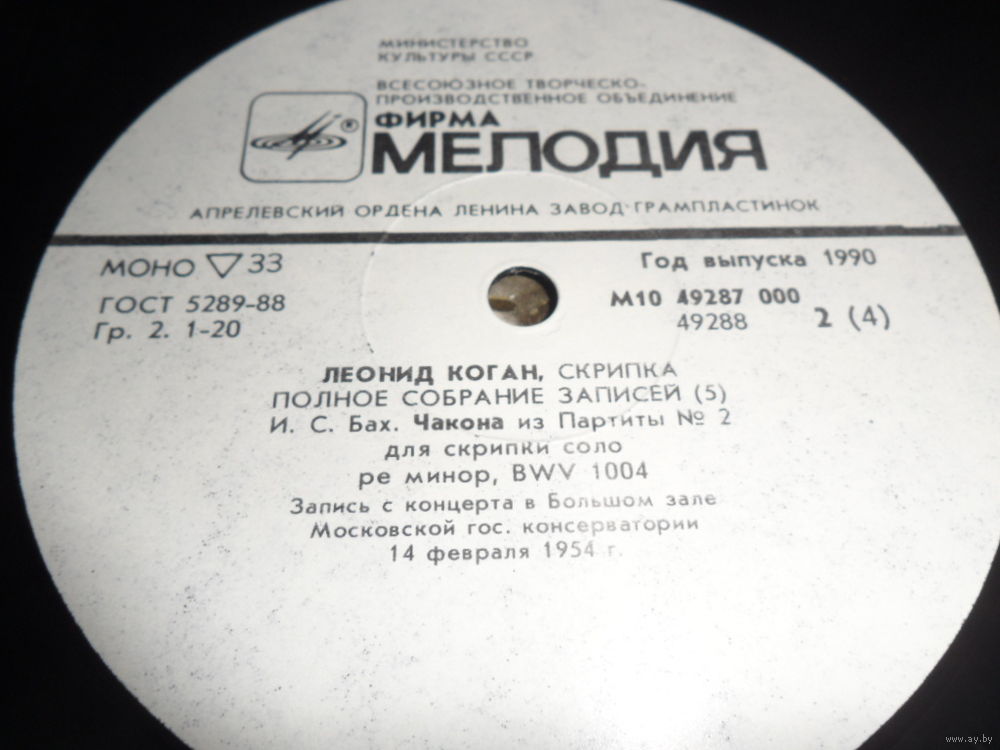 МИНИСТЕРСТВО
КУЛЬТУРЫ СССР
ВСЕСОЮЗНОЕ ТВОРЧЕСКО-
ПРОИЗВОДСТВЕННОЕ ОБЪЕДИНЕНИЕ
ФИРМА
® МЕЛОДИЯ
АПРЕЛЕВСКИЙ ОРДЕНА ЛЕНИНА ЗАВОД ГРАМПЛАСТИНОК
МОНО ▽ 33
ГОСТ 5289-88
Гр. 2. 1-20
Год выпуска 1990
М10 49287 000
49288 2 (4)
ЛЕОНИД КОГАН, СКРИПКА
ПОЛНОЕ СОБРАНИЕ ЗАПИСЕЙ (5)
И. С. Бах. Чакона из Партиты № 2
для скрипки соло
ре минор, BWV 1004
Запись с концерта в Большом зале
Московской гос. консерватории
14 февраля 1954 г.
www.ay.by